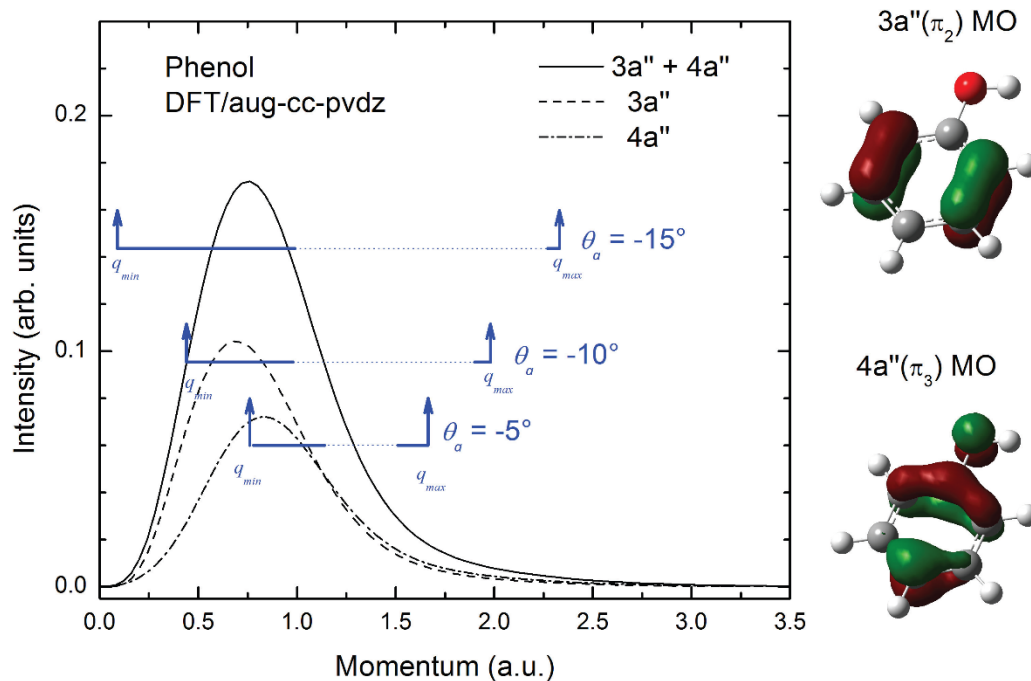 3a"(π2) MO
Phenol
DFT/aug-cc-pvdz
3a" + 4a"
3a"
4a"
0.2
0.1
0.0
Intensity (arb. units)
qmin
qmax
θa = -15°
qmin
qmax
θa = -10°
qmin
qmax
θa = -5°
4a"(π3) MO
0.0 0.5 1.0 1.5 2.0 2.5 3.0 3.5
Momentum (a.u.)